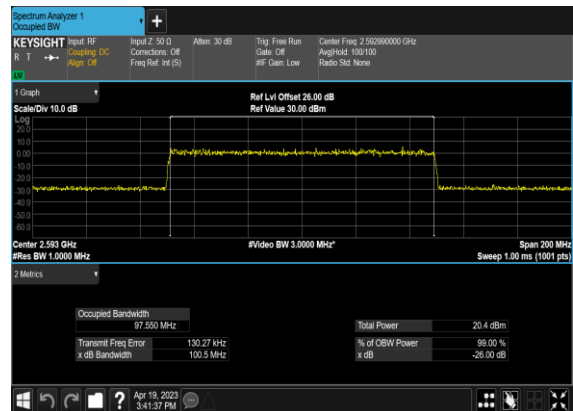 Spectrum Analyzer 1
Occupied BW
KEYSIGHT
R T
LW
Input: RF
Coupling: DC
Align: Off
Input Z: 50 Ω
Corrections: Off
Freq Ref: Int (S)
Atten: 30 dB
Trig: Free Run
Gate: Off
#IF Gain: Low
Center Freq: 2.592990000 GHz
Avg|Hold: 100/100
Radio Std: None
1 Graph
Scale/Div 10.0 dB
Ref Lvl Offset 26.00 dB
Ref Value 30.00 dBm
Log
20.0
10.00
0.00
-10.0
-20.0
-30.0
-40.0
-50.0
-60.0
Center 2.593 GHz
#Res BW 1.0000 MHz
#Video BW 3.0000 MHz*
Span 200 MHz
Sweep 1.00 ms (1001 pts)
2 Metrics
Occupied Bandwidth
97.550 MHz
Transmit Freq Error 130.27 kHz
x dB Bandwidth 100.5 MHz
Total Power 20.4 dBm
% of OBW Power 99.00 %
x dB -26.00 dB
?
Apr 19, 2023
3:41:37 PM